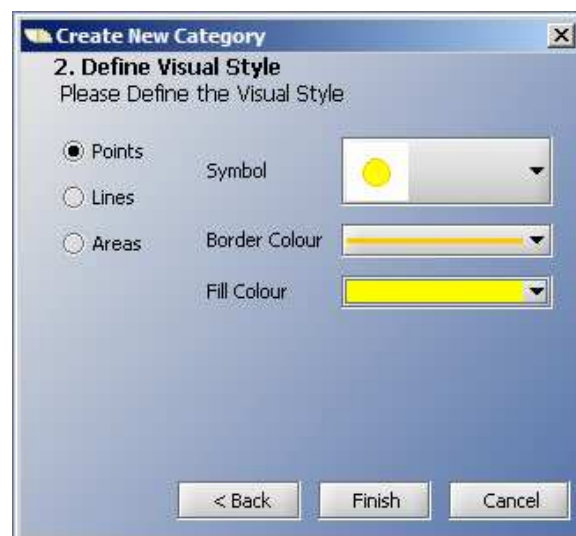 Create New Category
2. Define Visual Style
Please Define the Visual Style
Points
Symbol
Lines
Areas
Border Colour
Fill Colour
< Back
Finish
Cancel